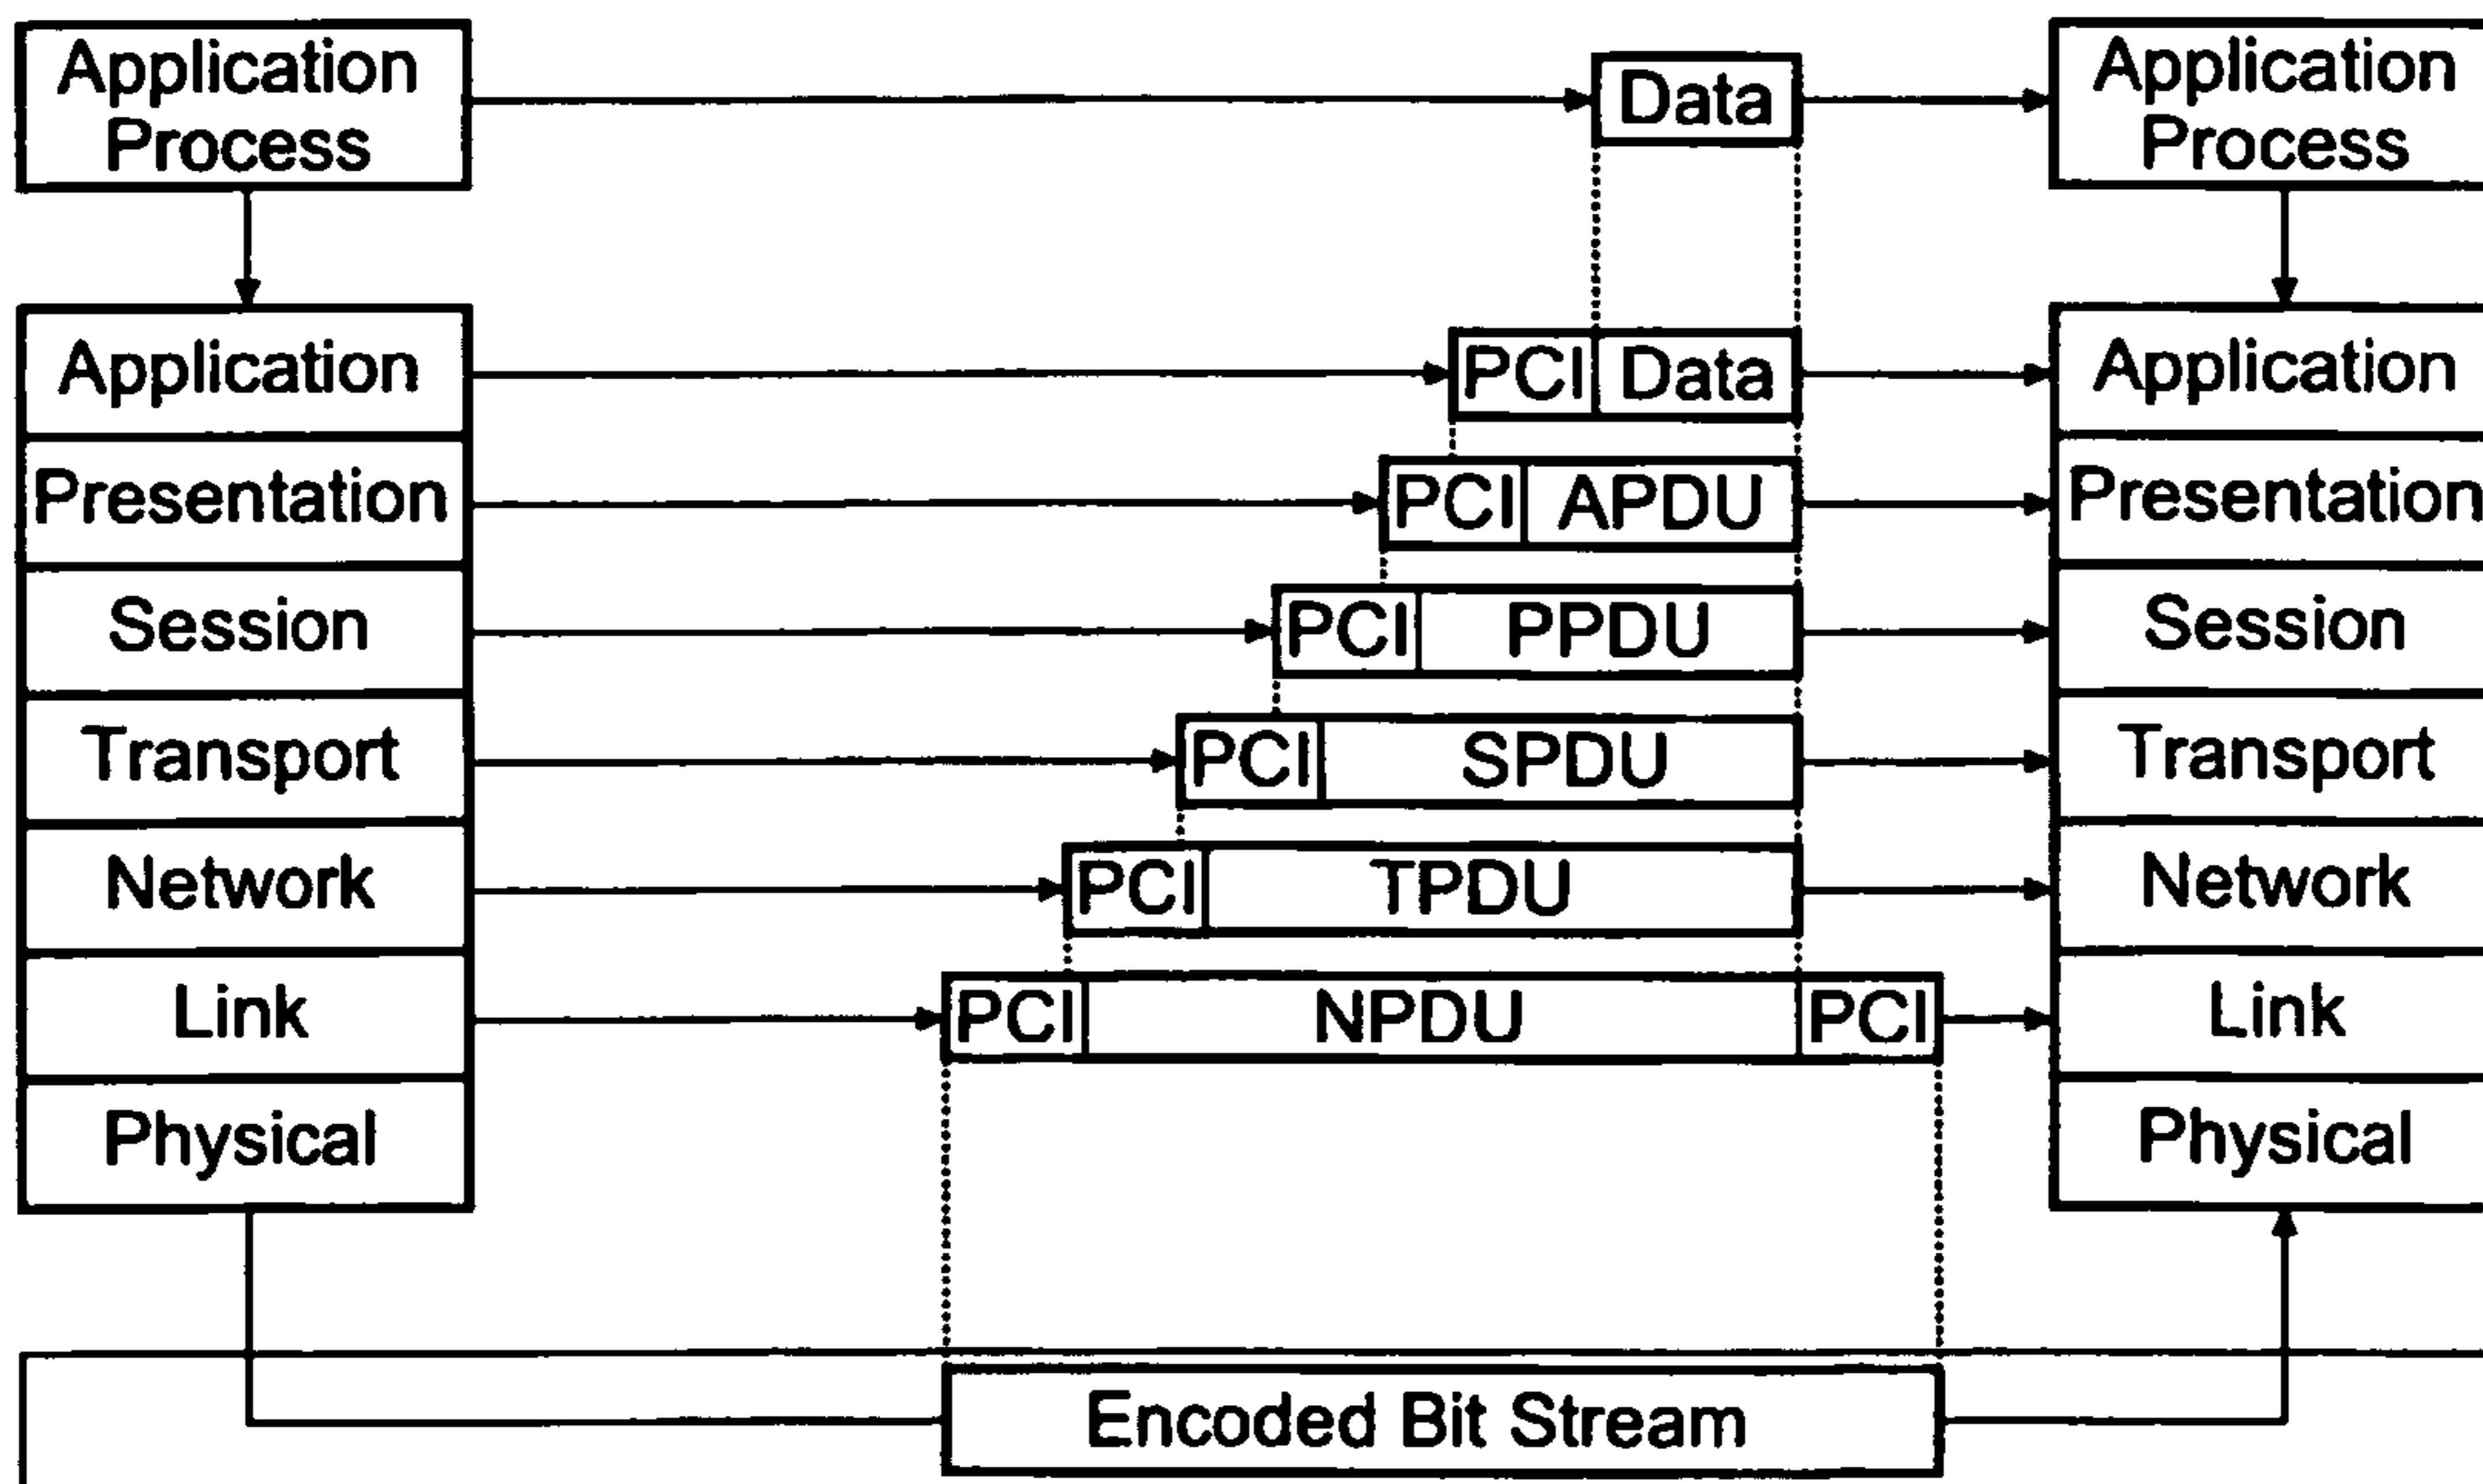 Application
Process
Data
Application
Process
Application
PCI Data
Application
Presentation
PCI APDU
Presentation
Session
PCI PPDU
Session
Transport
PCI SPDU
Transport
Network
PCI TPDU
Network
Link
PCI NPDU PCI
Link
Physical
Physical
Encoded Bit Stream